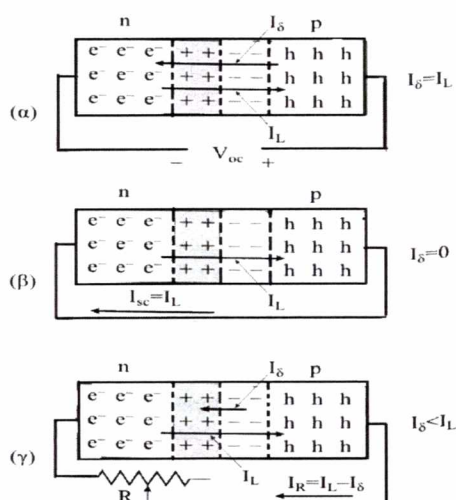 n I_δ p
e⁻ e⁻ e⁻ + + — — h h h
e⁻ e⁻ e⁻ + + — — h h h
e⁻ e⁻ e⁻ + + — — h h h
I_δ=I_L
(α)
I_L
− V_oc +
n p
e⁻ e⁻ e⁻ + + — — h h h
e⁻ e⁻ e⁻ + + — — h h h
e⁻ e⁻ e⁻ + + — — h h h
I_δ=0
(β)
I_sc=I_L I_L
n p
I_δ
e⁻ e⁻ e⁻ + + — — h h h
e⁻ e⁻ e⁻ + + h h h
e⁻ e⁻ e⁻ + + — — h h h
I_δ<I_L
(γ)
I_L
R I_R=I_L−I_δ